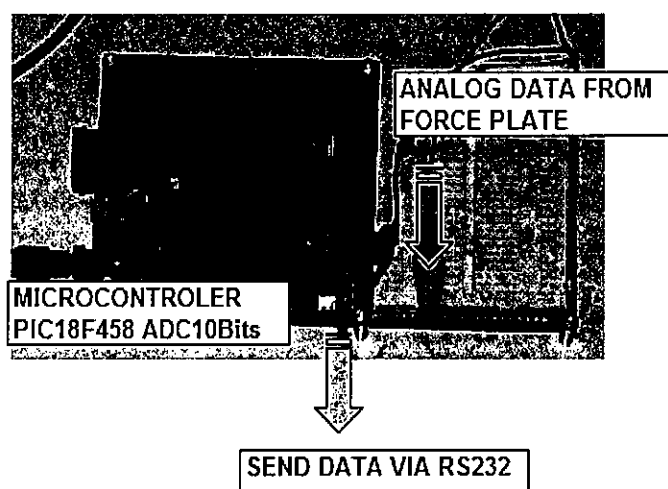 ANALOG DATA FROM
FORCE PLATE
MICROCONTROLER
PIC18F458 ADC10Bits
SEND DATA VIA RS232